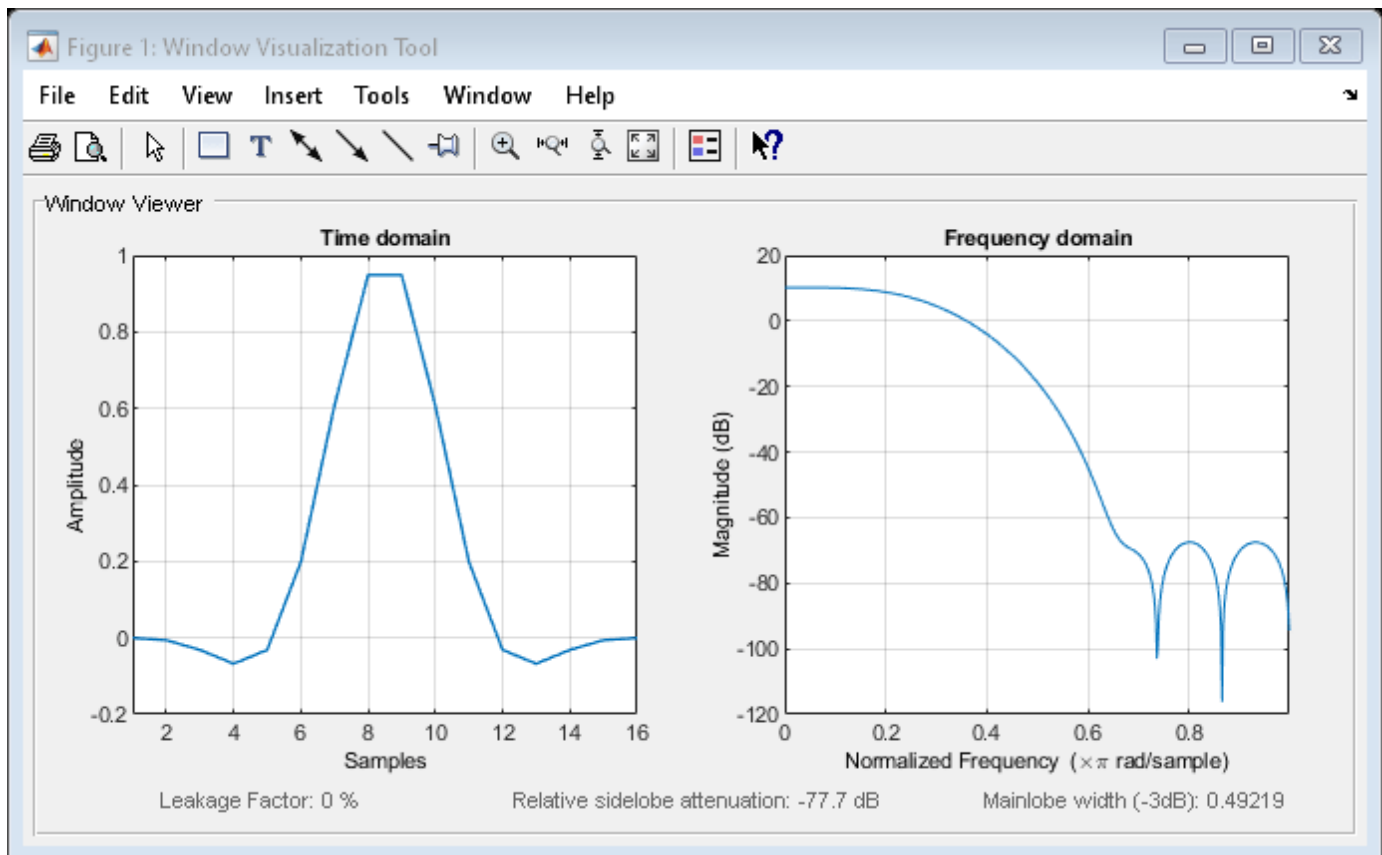 Figure 1: Window Visualization Tool
File Edit View Insert Tools Window Help
T
?
Window Viewer
Time domain
1
0.8
0.6
0.4
0.2
0
-0.2
Amplitude
2 4 6 8 10 12 14 16
Samples
Frequency domain
20
0
-20
-40
-60
-80
-100
-120
Magnitude (dB)
0 0.2 0.4 0.6 0.8
Normalized Frequency (×π rad/sample)
Leakage Factor: 0 % Relative sidelobe attenuation: -77.7 dB Mainlobe width (-3dB): 0.49219